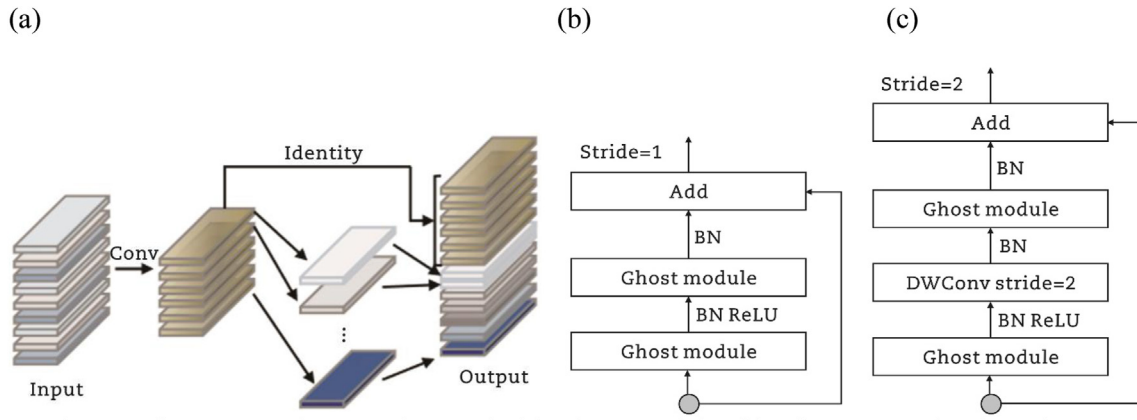 (a)
Identity
Conv
Input
Output
⋮
(b)
Stride=1
Add
BN
Ghost module
BN ReLU
Ghost module
(c)
Stride=2
Add
BN
Ghost module
BN
DWConv stride=2
BN ReLU
Ghost module